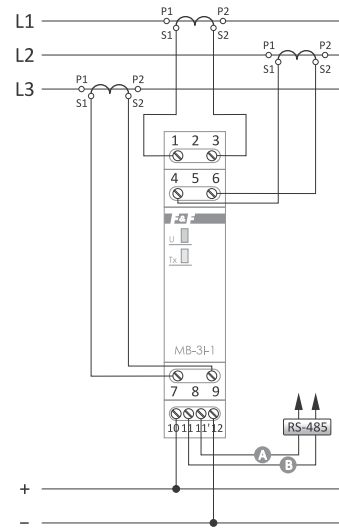 L1 P1 P2
S1 S2
L2 P1 P2
S1 S2
L3 P1 P2
S1 S2
1 2 3
4 5 6
F&F
U
Tx
MB-3I-1
7 8 9
10 11 11' 12
RS-485
A
B
+
−